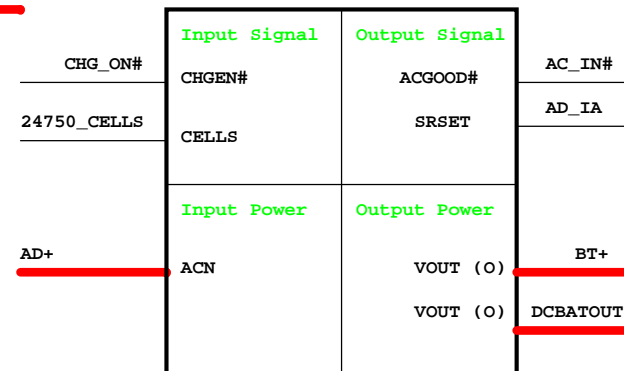 Input Signal Output Signal
CHG_ON# CHGEN# ACGOOD# AC_IN#
24750_CELLS CELLS SRSET AD_IA
Input Power Output Power
AD+ ACN VOUT (O) BT+
VOUT (O) DCBATOUT